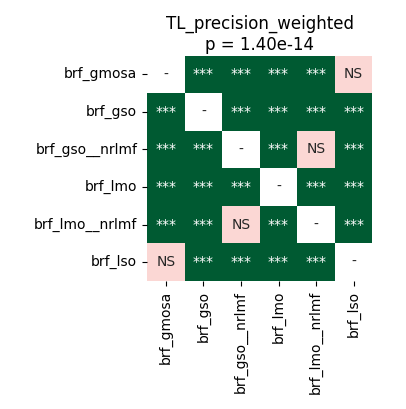 TL_precision_weighted
p = 1.40e-14
brf_gmosa - *** *** *** *** NS
brf_gso *** - *** *** *** ***
brf_gso__nrlmf *** *** - *** NS ***
brf_lmo *** *** *** - *** ***
brf_lmo__nrlmf *** *** NS *** - ***
brf_lso NS *** *** *** *** -
brf_gmosa
brf_gso
brf_gso__nrlmf
brf_lmo
brf_lmo__nrlmf
brf_lso